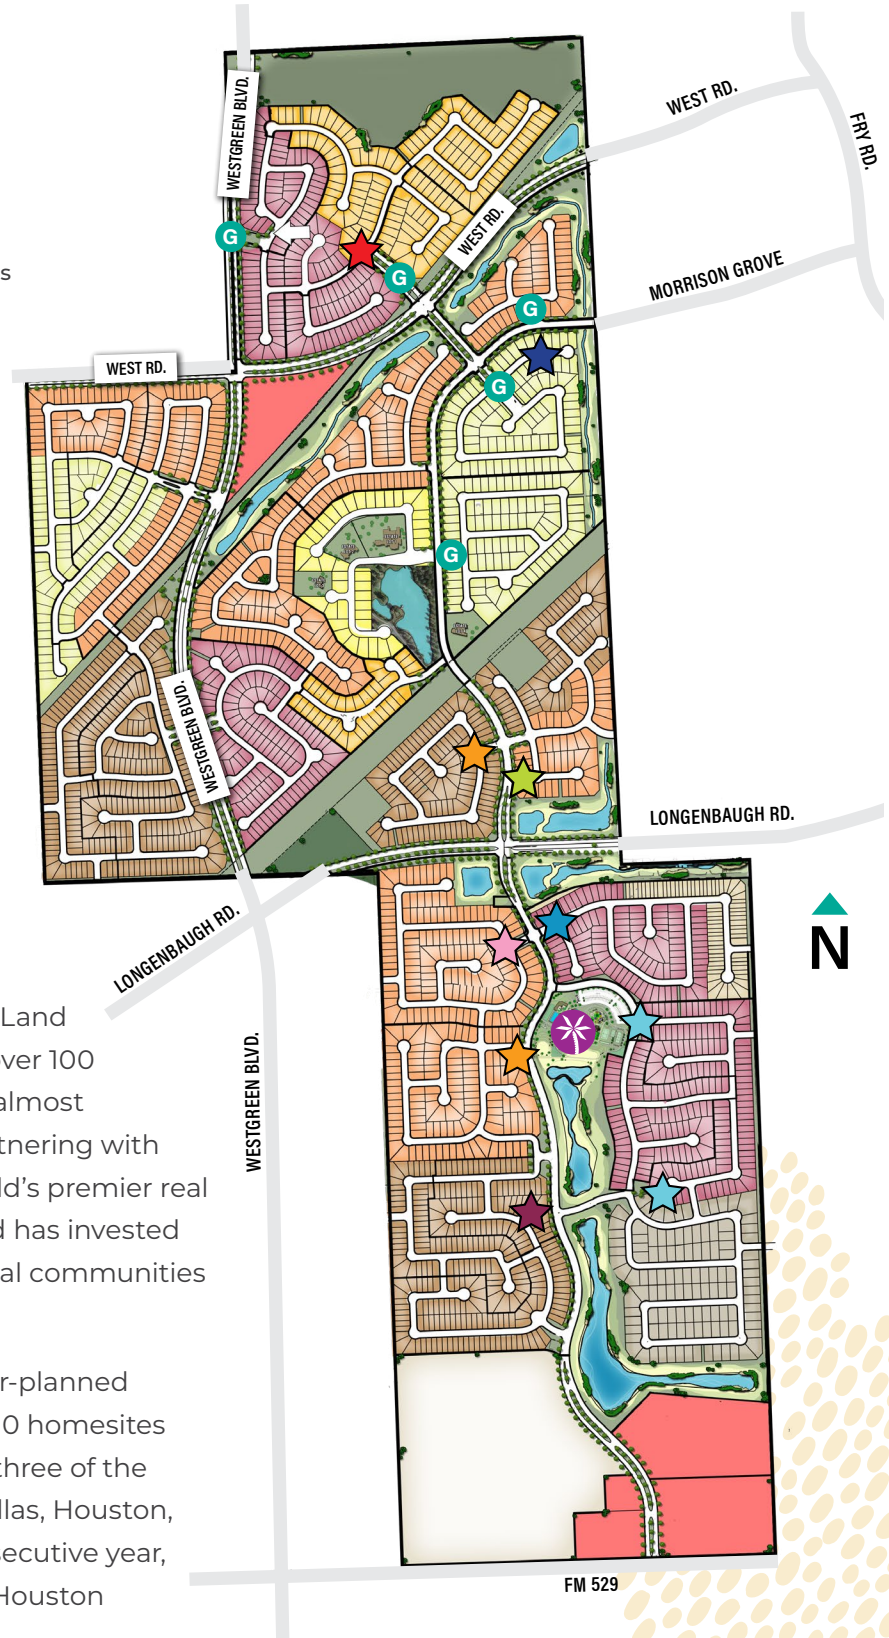 WESTGREEN BLVD.
WEST RD.
FRY RD.
G
s
WEST RD.
G
MORRISON GROVE
G
WEST RD.
G
G
WESTGREEN BLVD.
LONGENBAUGH RD.
LONGENBAUGH RD.
N
WESTGREEN BLVD.
Land
ver 100
almost
tnering with
ld's premier real
d has invested
al communities
r-planned
0 homesites
three of the
llas, Houston,
secutive year,
Houston
FM 529